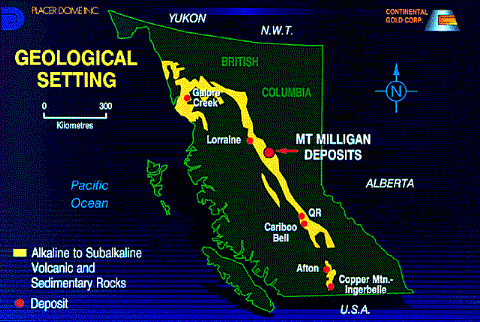 PLACER DOME INC.
CONTINENTAL
GOLD CORP.
YUKON
N.W.T.
GEOLOGICAL
SETTING
0 300
Kilometres
BRITISH
COLUMBIA
Galore
Creek
N
Lorraine
MT MILLIGAN
DEPOSITS
ALBERTA
Pacific
Ocean
QR
Cariboo
Bell
Alkaline to Subalkaline
Volcanic and
Sedimentary Rocks
Deposit
Afton
Copper Mtn.-
Ingerbelle
U.S.A.